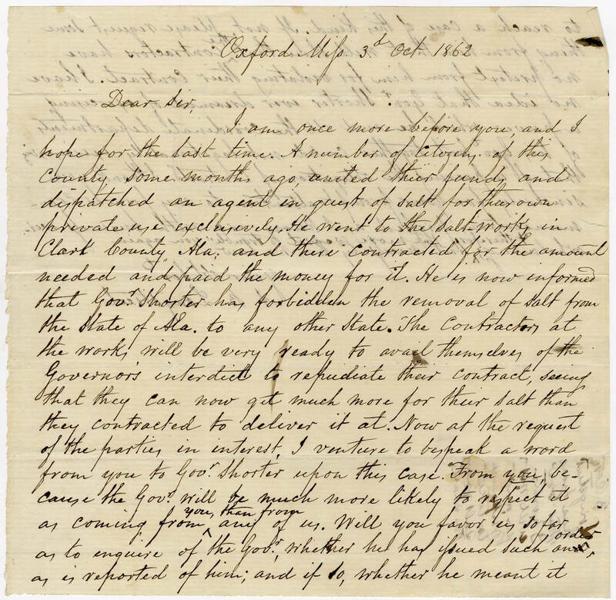 Oxford Miss. 3d Oct. 1862
Dear Sir,
I am once more before you, and I
hope for the last time. A number of Citizens of this
County some months ago, united thier funds and
dispatched an agent in quest of salt for their own
private use exclusively. He went to the salt works in
Clark County Ala. and there contracted for the amount
needed and paid the money for it. He is now informed
that Govr. Shorter has forbidden the removal of salt from
the State of Ala. to any other State. The Contractors at
the works, will be very ready to avail themselves of the
Governors interdict to repudiate their contract, seeing
that they can now get much more for their salt than
they contracted to deliver it at. Now at the request
of the parties in interest, I venture to bespeak a word
from you to Govr. Shorter upon this case. From you, be-
cause the Govr. will be much more likely to respect it
as coming from ^ you, than from any of us. Will you favor us so far
as to enquire of the Govr., whether he has issued such an order,
as is reported of him; and if so, whether he meant it